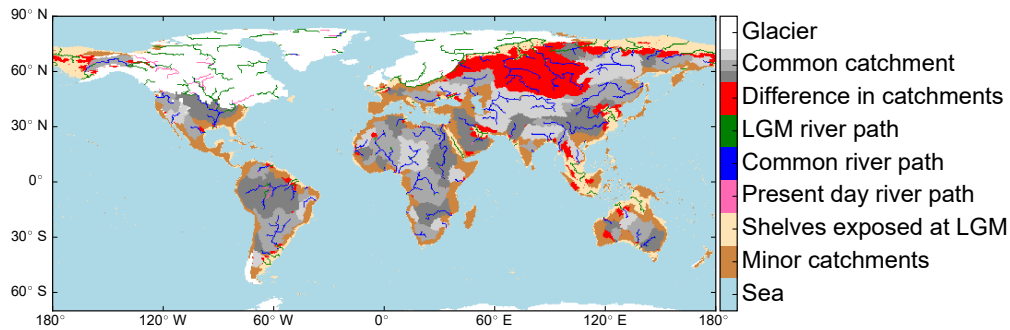 90° N
60° N
30° N
0°
30° S
60° S
180°
120° W
60° W
0°
60° E
120° E
180°
Glacier
Common catchment
Difference in catchments
LGM river path
Common river path
Present day river path
Shelves exposed at LGM
Minor catchments
Sea